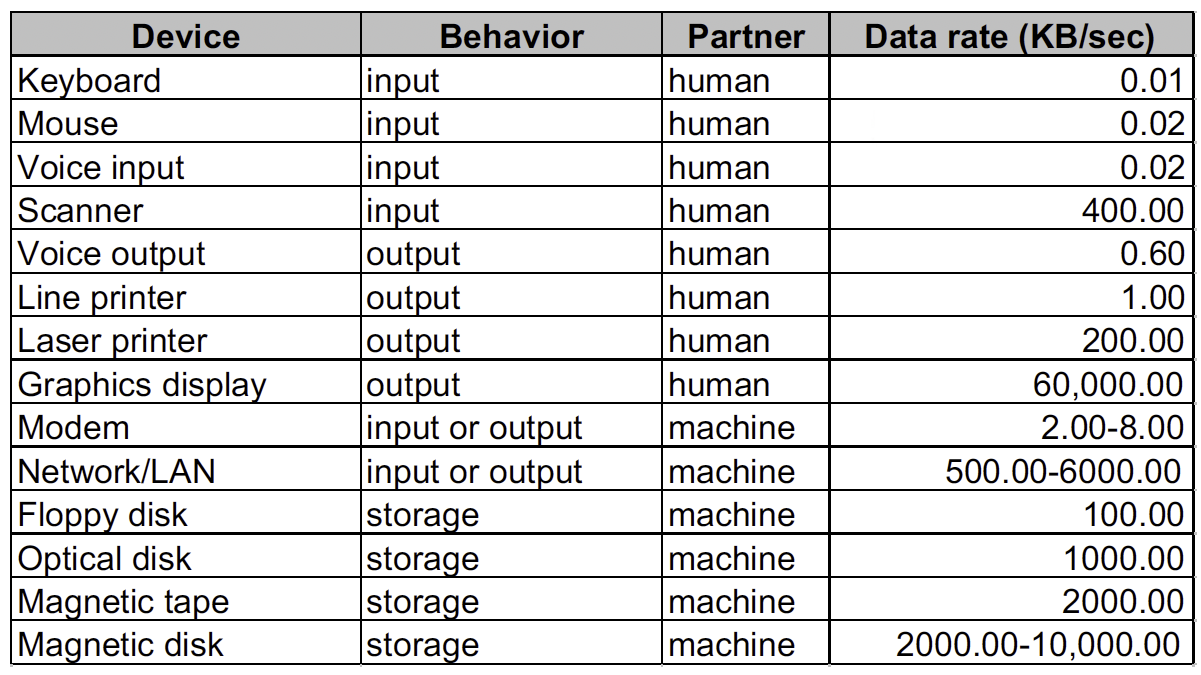 Device Behavior Partner Data rate (KB/sec)
Keyboard input human 0.01
Mouse input human 0.02
Voice input input human 0.02
Scanner input human 400.00
Voice output output human 0.60
Line printer output human 1.00
Laser printer output human 200.00
Graphics display output human 60,000.00
Modem input or output machine 2.00-8.00
Network/LAN input or output machine 500.00-6000.00
Floppy disk storage machine 100.00
Optical disk storage machine 1000.00
Magnetic tape storage machine 2000.00
Magnetic disk storage machine 2000.00-10,000.00